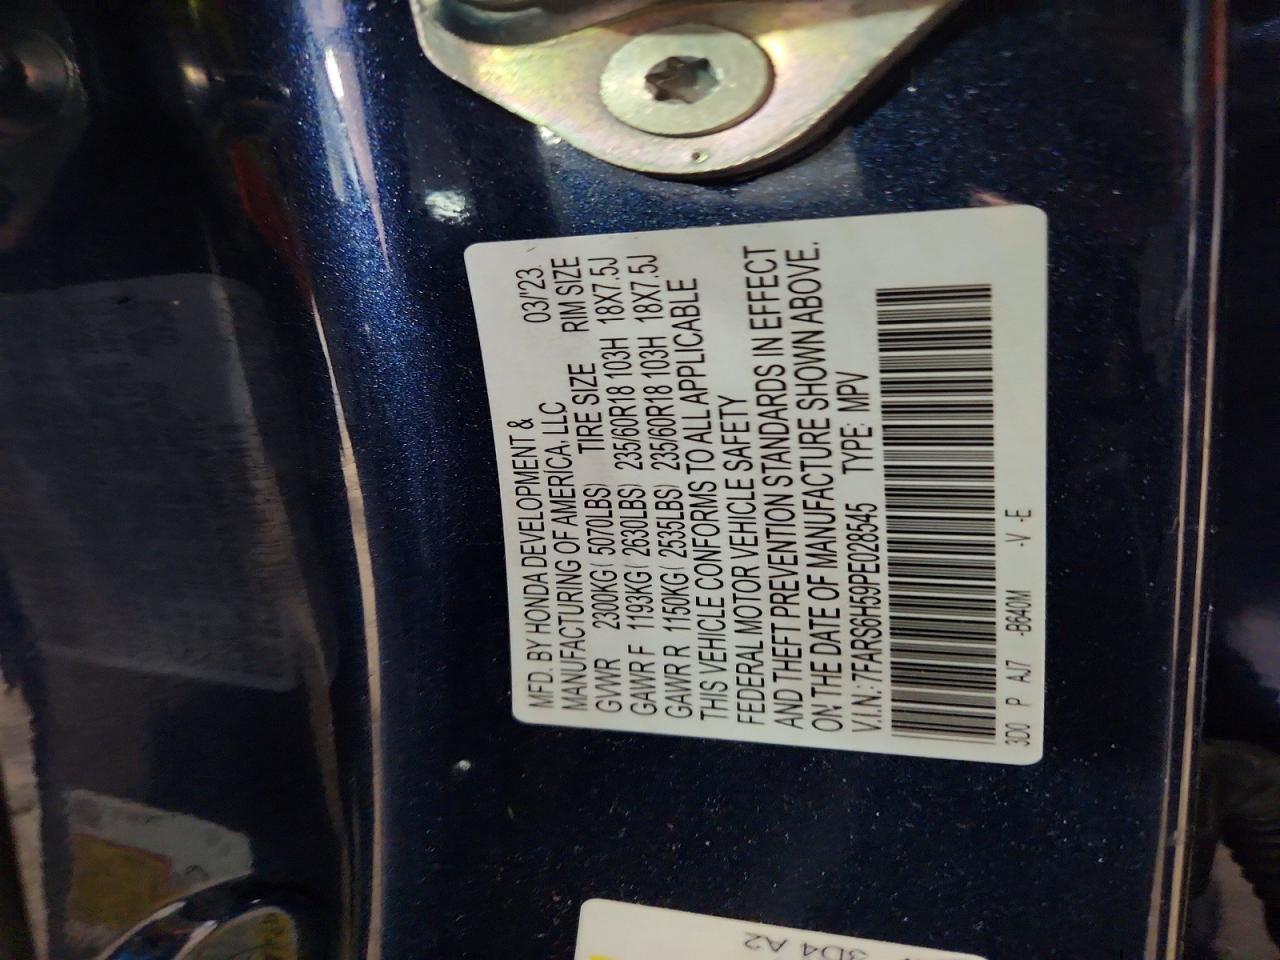 MFD. BY HONDA DEVELOPMENT & 03/'23
MANUFACTURING OF AMERICA, LLC
TIRE SIZE RIM SIZE
GVWR 2300KG( 5070LBS)
GAWR F 1193KG( 2630LBS) 235/60R18 103H 18X7.5J
GAWR R 1150KG( 2535LBS) 235/60R18 103H 18X7.5J
THIS VEHICLE CONFORMS TO ALL APPLICABLE
FEDERAL MOTOR VEHICLE SAFETY
AND THEFT PREVENTION STANDARDS IN EFFECT
ON THE DATE OF MANUFACTURE SHOWN ABOVE.
V.I.N.: 7FARS6H59PE028545 TYPE: MPV
3D0 P AJ7 -B640M -V -E
3D4 A2